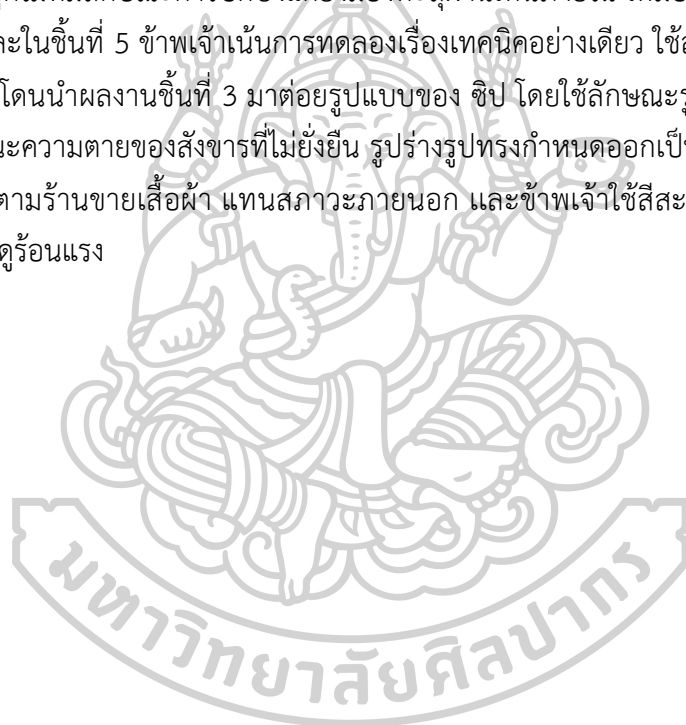 ะในชิ้นที่ 5 ข้าพเจ้าเน้นการทดลองเรื่องเทคนิคอย่างเดียว ใช้
โดนนำผลงานชิ้นที่ 3 มาต่อยรูปแบบของ ซิป โดยใช้ลักษณะรู
นะความตายของสังขารที่ไม่ยั่งยืน รูปร่างรูปทรงกำหนดออกเป็
ตามร้านขายเสื้อผ้า แทนสภาวะภายนอก และข้าพเจ้าใช้สีสะ
ดูร้อนแรง
มหาวิทยาลัยศิลปากร